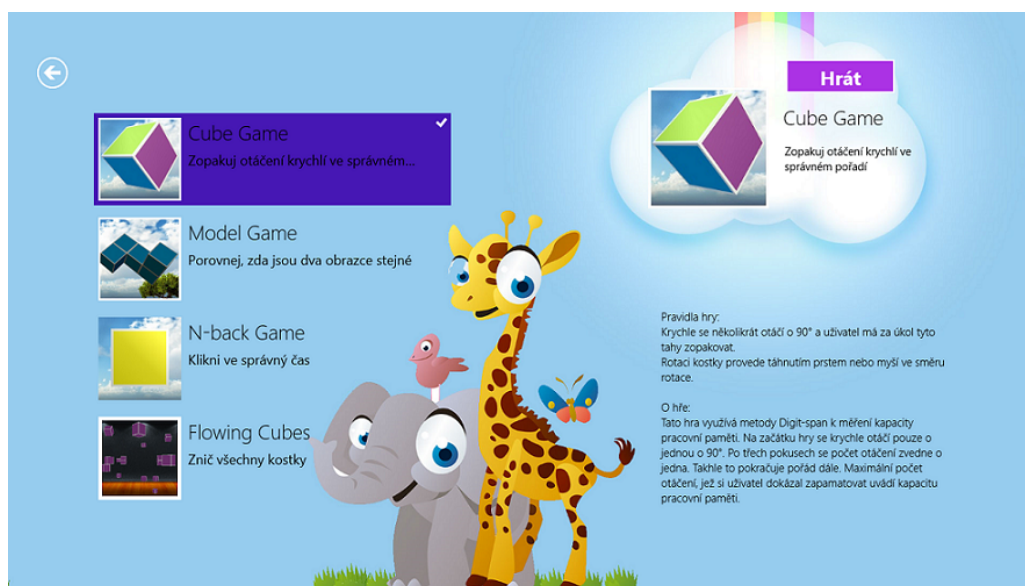 Cube Game
Zopakuj otáčení krychlí ve správném...
Model Game
Porovnej, zda jsou dva obrazce stejné
N-back Game
Klikni ve správný čas
Flowing Cubes
Znič všechny kostky
Hrát
Cube Game
Zopakuj otáčení krychlí ve
správném pořadí
Pravidla hry:
Krychle se několikrát otáčí o 90° a uživatel má za úkol tyto
tahy zopakovat.
Rotaci kostky provede táhnutím prstem nebo myší ve směru
rotace.
O hře:
Tato hra využívá metody Digit-span k měření kapacity
pracovní paměti. Na začátku hry se krychle otáčí pouze o
jednou o 90°. Po třech pokusech se počet otáčení zvedne o
jedna. Takhle to pokračuje pořád dále. Maximální počet
otáčení, jež si uživatel dokázal zapamatovat uvádí kapacitu
pracovní paměti.